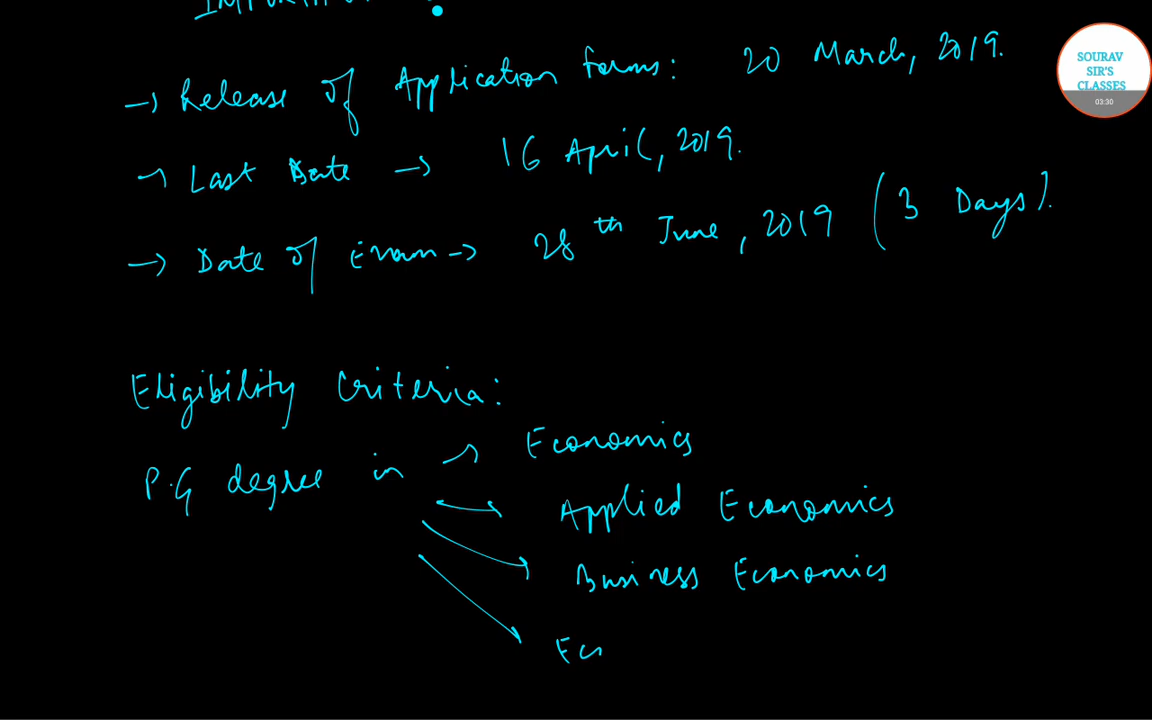 → Release of Application forms: 20 March, 2019.
→ Last Date → 16 April, 2019.
→ Date of Exam → 28th June, 2019 (3 Days).
Eligibility Criteria:
P.G degree in → Economics
→ Applied Economics
→ Business Economics
→ Eco
SOURAV
SIR'S
CLASSES
03:30